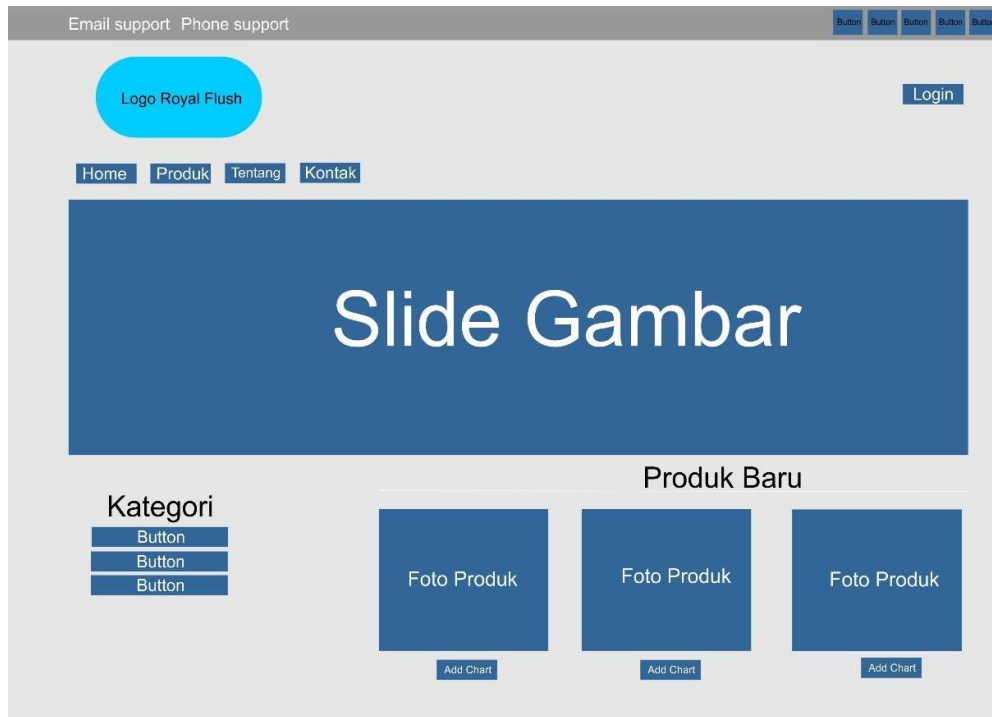 Email support Phone support
Button Button Button Button Button
Logo Royal Flush
Login
Home Produk Tentang Kontak
Slide Gambar
Kategori
Button
Button
Button
Produk Baru
Foto Produk Foto Produk Foto Produk
Add Chart Add Chart Add Chart